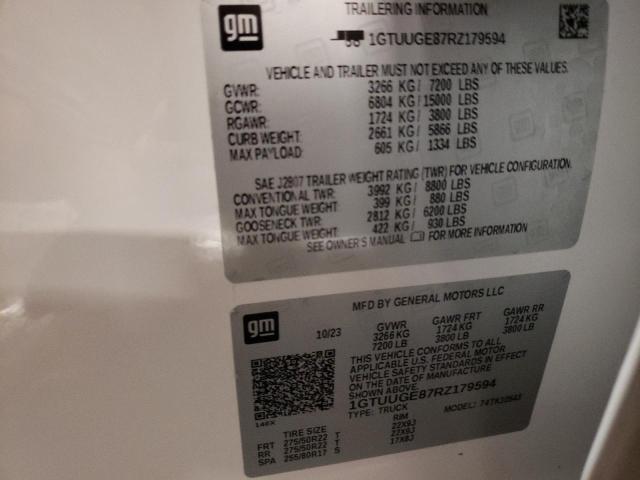 gm
TRAILERING INFORMATION
1GTUUGE87RZ179594
VEHICLE AND TRAILER MUST NOT EXCEED ANY OF THESE VALUES.
GVWR: 3266 KG / 7200 LBS
GCWR: 6804 KG / 15000 LBS
RGAWR: 1724 KG / 3800 LBS
CURB WEIGHT: 2661 KG / 5866 LBS
MAX PAYLOAD: 605 KG / 1334 LBS
SAE J2807 TRAILER WEIGHT RATING (TWR) FOR VEHICLE CONFIGURATION.
CONVENTIONAL TWR: 3992 KG / 8800 LBS
MAX TONGUE WEIGHT: 399 KG / 880 LBS
GOOSENECK TWR: 2812 KG / 6200 LBS
MAX TONGUE WEIGHT: 422 KG / 930 LBS
SEE OWNER'S MANUAL FOR MORE INFORMATION
gm
MFD BY GENERAL MOTORS LLC
10/23 GVWR GAWR FRT GAWR RR
3266 KG 1724 KG 1724 KG
7200 LB 3800 LB 3800 LB
THIS VEHICLE CONFORMS TO ALL
APPLICABLE U.S. FEDERAL MOTOR
VEHICLE SAFETY STANDARDS IN EFFECT
ON THE DATE OF MANUFACTURE
SHOWN ABOVE.
1GTUUGE87RZ179594
TYPE: TRUCK MODEL: 74TK10543
TIRE SIZE RIM
FRT 275/50R22 T 22X9J
RR 275/50R22 T 22X9J
SPA 255/80R17 S 17X8J